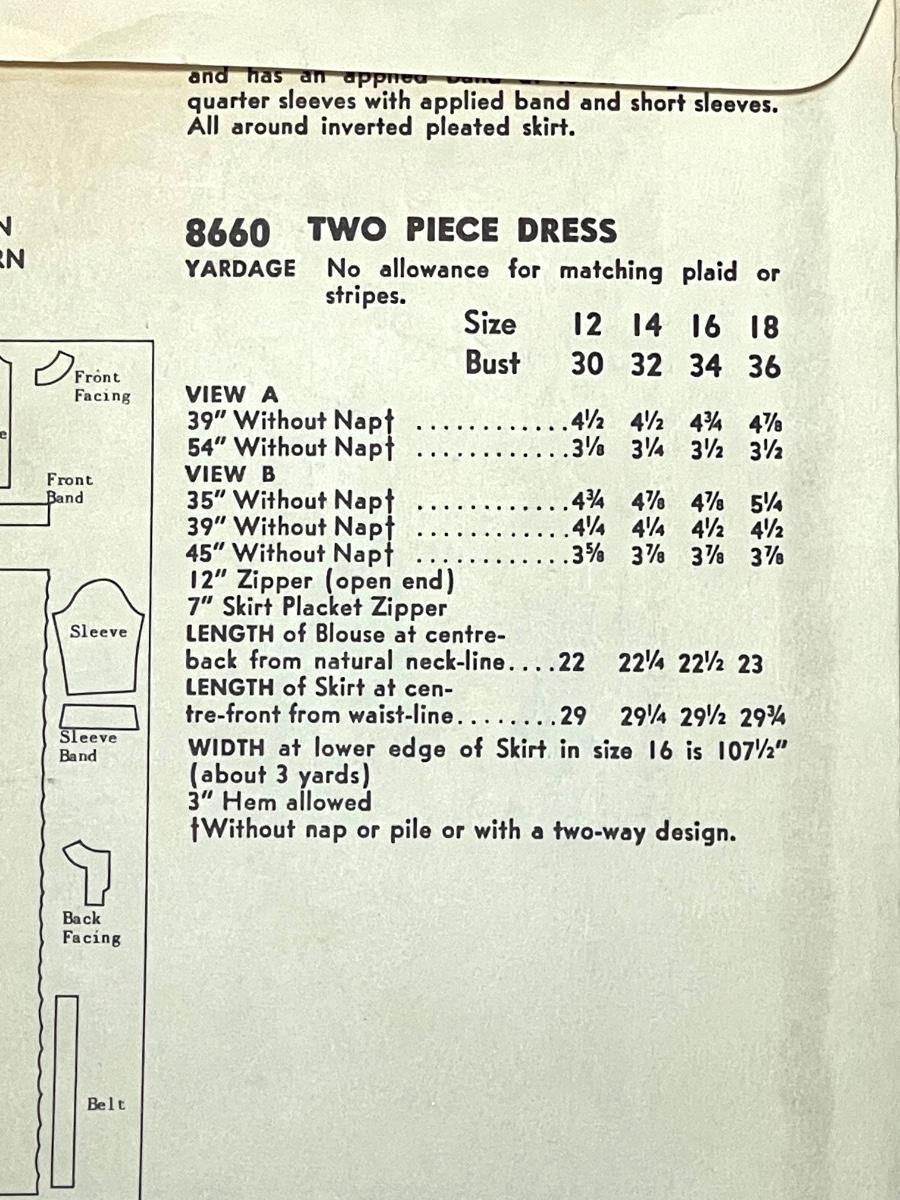 and has an applied band
quarter sleeves with applied band and short sleeves.
All around inverted pleated skirt.
N
RN
8660 TWO PIECE DRESS
YARDAGE No allowance for matching plaid or
stripes.
Size 12 14 16 18
Bust 30 32 34 36
VIEW A
39" Without Nap† ............4½ 4½ 4¾ 4⅞
54" Without Nap† ............3⅛ 3¼ 3½ 3½
VIEW B
35" Without Nap† ............4¾ 4⅞ 4⅞ 5¼
39" Without Nap† ............4¼ 4¼ 4½ 4½
45" Without Nap† ............3⅝ 3⅞ 3⅞ 3⅞
12" Zipper (open end)
7" Skirt Placket Zipper
LENGTH of Blouse at centre-
back from natural neck-line....22 22¼ 22½ 23
LENGTH of Skirt at cen-
tre-front from waist-line........29 29¼ 29½ 29¾
WIDTH at lower edge of Skirt in size 16 is 107½"
(about 3 yards)
3" Hem allowed
†Without nap or pile or with a two-way design.
Front
Facing
e
Front
Band
Sleeve
Sleeve
Band
Back
Facing
Belt